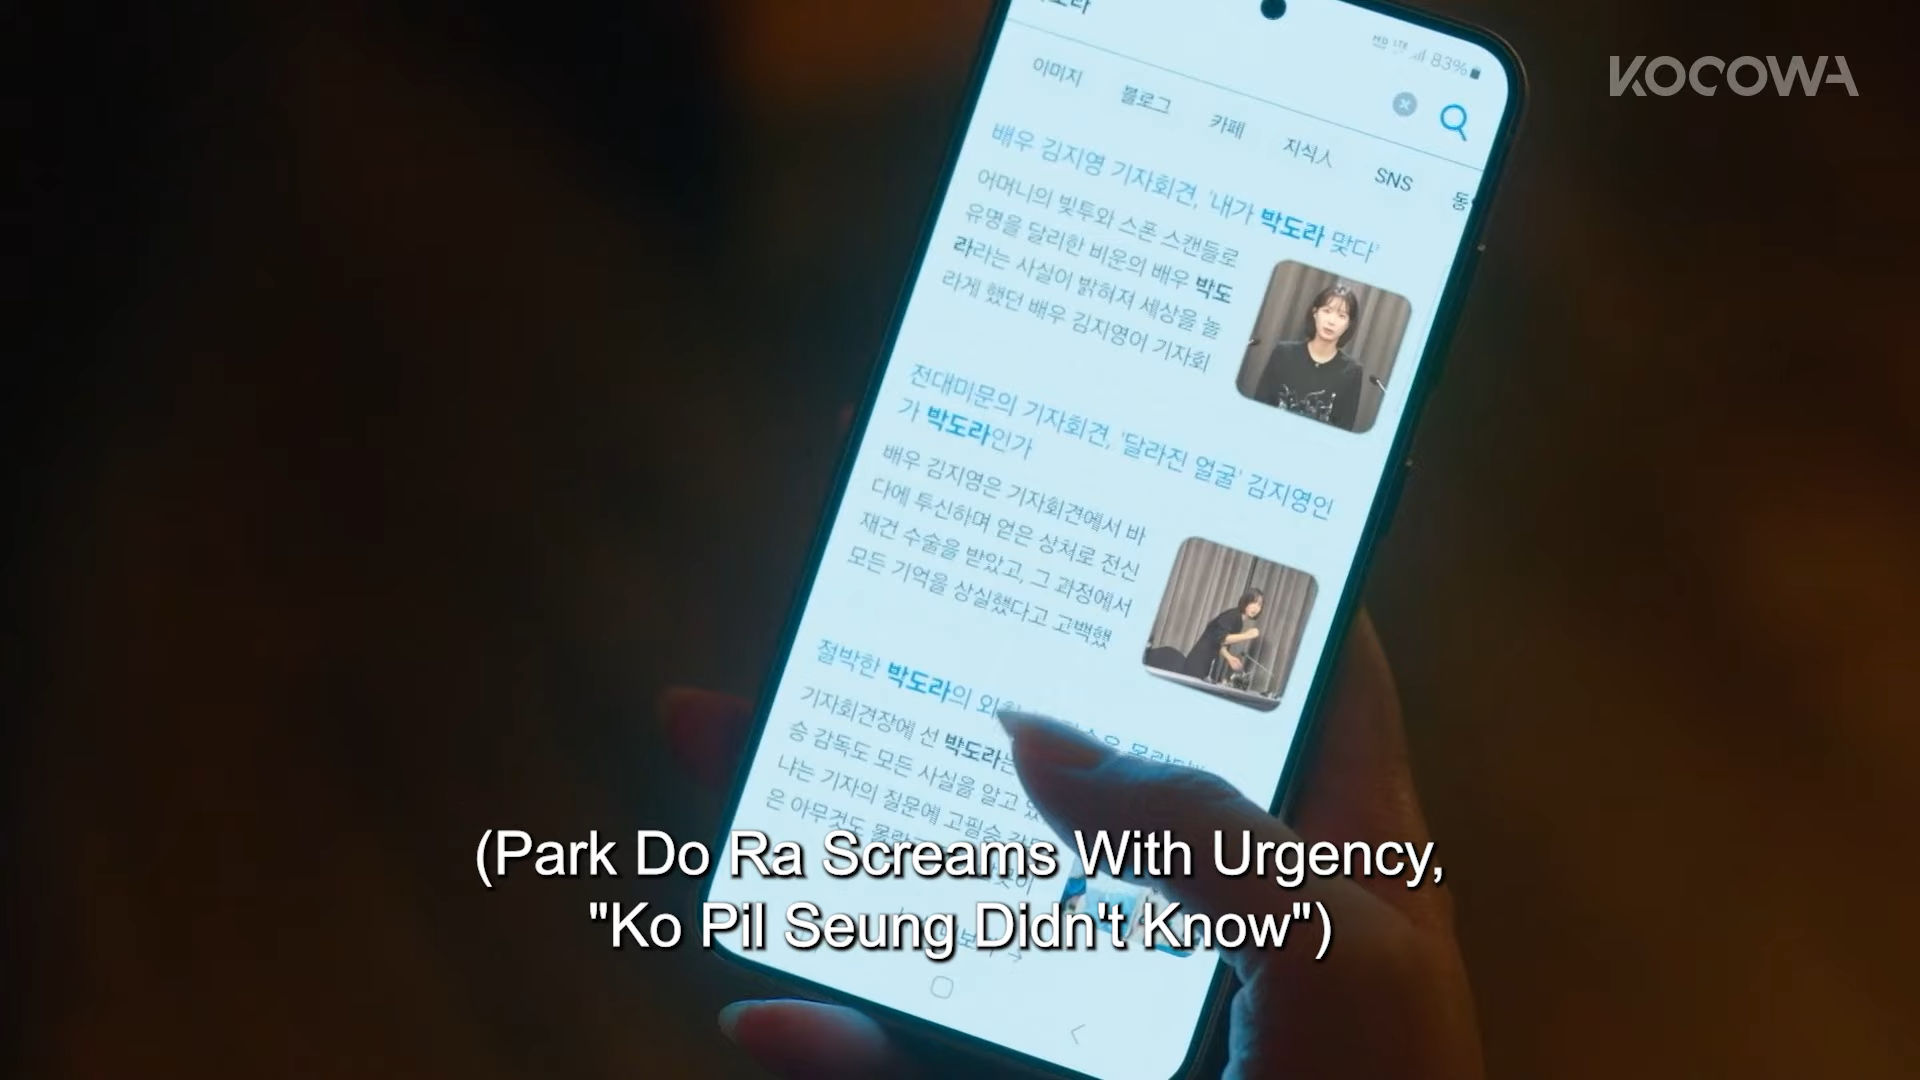 KOCOWA
83%
이미지 블로그 카페 지식人 SNS 동
배우 김지영 기자회견, '내가 박도라 맞다'
어머니의 빚투와 스폰 스캔들로
유명을 달리한 비운의 배우 박도
라라는 사실이 밝혀져 세상을 놀
라게 했던 배우 김지영이 기자회
전대미문의 기자회견, '달라진 얼굴' 김지영인
가 박도라인가
배우 김지영은 기자회견에서 바
다에 투신하며 얻은 상처로 전신
재건 수술을 받았고, 그 과정에서
모든 기억을 상실했다고 고백했
절박한 박도라의
기자회견장에 선 박도라는
승 감독도 모든 사실을 알고
냐는 기자의 질문에 고필승
은 아무것도
(Park Do Ra Screams With Urgency,
"Ko Pil Seung Didn't Know")